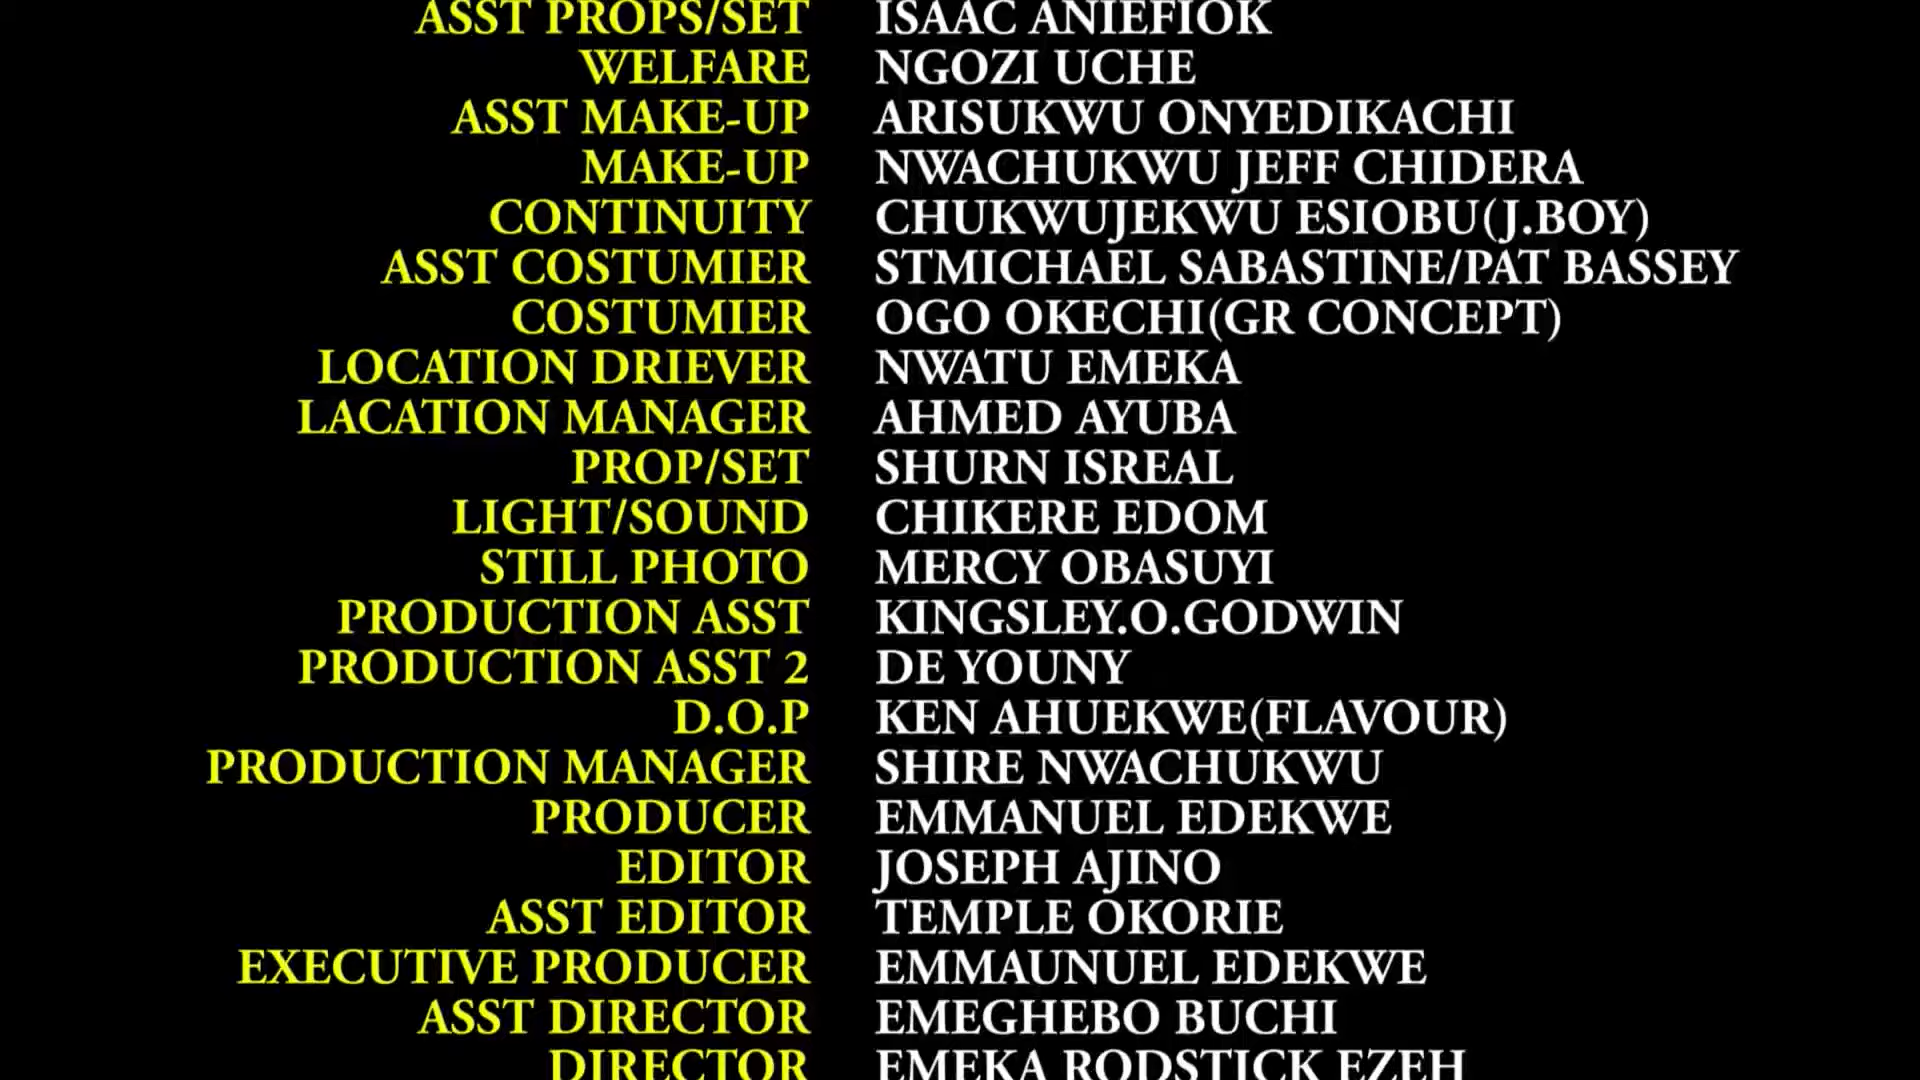 ASST PROPS/SET ISAAC ANIEFIOK
WELFARE NGOZI UCHE
ASST MAKE-UP ARISUKWU ONYEDIKACHI
MAKE-UP NWACHUKWU JEFF CHIDERA
CONTINUITY CHUKWUJEKWU ESIOBU(J.BOY)
ASST COSTUMIER STMICHAEL SABASTINE/PAT BASSEY
COSTUMIER OGO OKECHI(GR CONCEPT)
LOCATION DRIEVER NWATU EMEKA
LACATION MANAGER AHMED AYUBA
PROP/SET SHURN ISREAL
LIGHT/SOUND CHIKERE EDOM
STILL PHOTO MERCY OBASUYI
PRODUCTION ASST KINGSLEY.O.GODWIN
PRODUCTION ASST 2 DE YOUNY
D.O.P KEN AHUEKWE(FLAVOUR)
PRODUCTION MANAGER SHIRE NWACHUKWU
PRODUCER EMMANUEL EDEKWE
EDITOR JOSEPH AJINO
ASST EDITOR TEMPLE OKORIE
EXECUTIVE PRODUCER EMMAUNUEL EDEKWE
ASST DIRECTOR EMEGHEBO BUCHI
DIRECTOR EMEKA RODSTICK EZEH